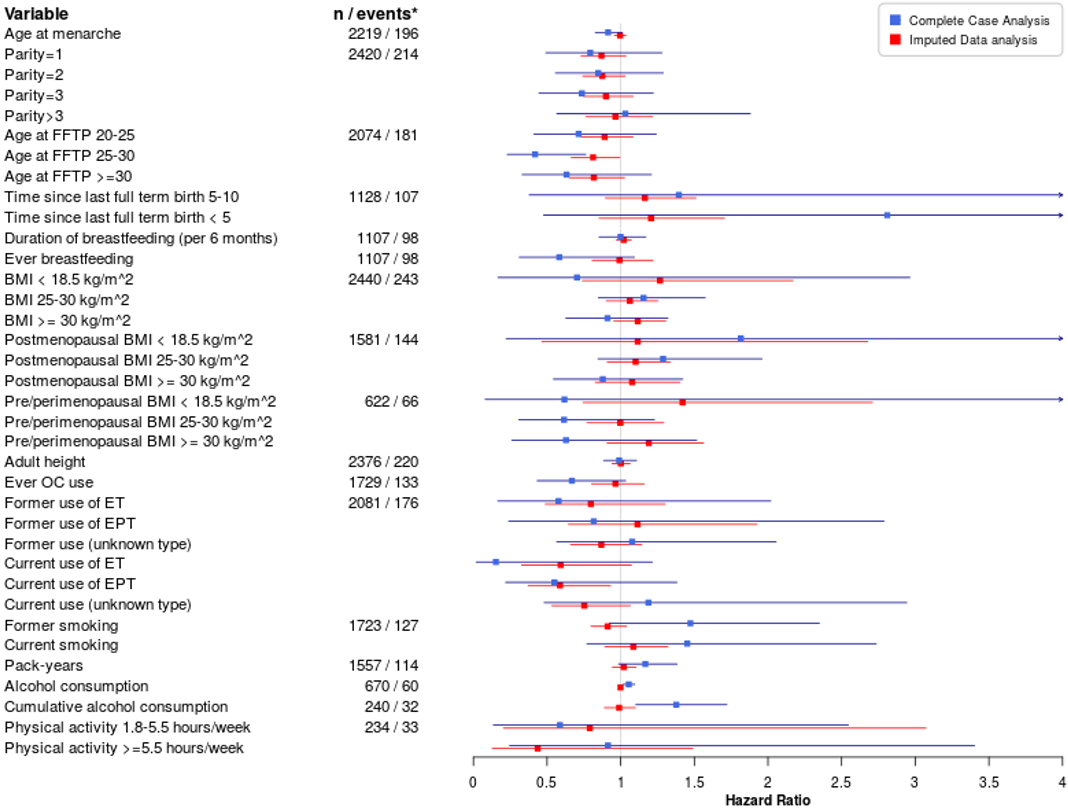 Variable n / events*
Complete Case Analysis
Imputed Data analysis
Age at menarche 2219 / 196
Parity=1 2420 / 214
Parity=2
Parity=3
Parity>3
Age at FFTP 20-25 2074 / 181
Age at FFTP 25-30
Age at FFTP >=30
Time since last full term birth 5-10 1128 / 107
Time since last full term birth < 5
Duration of breastfeeding (per 6 months) 1107 / 98
Ever breastfeeding 1107 / 98
BMI < 18.5 kg/m^2 2440 / 243
BMI 25-30 kg/m^2
BMI >= 30 kg/m^2
Postmenopausal BMI < 18.5 kg/m^2 1581 / 144
Postmenopausal BMI 25-30 kg/m^2
Postmenopausal BMI >= 30 kg/m^2
Pre/perimenopausal BMI < 18.5 kg/m^2 622 / 66
Pre/perimenopausal BMI 25-30 kg/m^2
Pre/perimenopausal BMI >= 30 kg/m^2
Adult height 2376 / 220
Ever OC use 1729 / 133
Former use of ET 2081 / 176
Former use of EPT
Former use (unknown type)
Current use of ET
Current use of EPT
Current use (unknown type)
Former smoking 1723 / 127
Current smoking
Pack-years 1557 / 114
Alcohol consumption 670 / 60
Cumulative alcohol consumption 240 / 32
Physical activity 1.8-5.5 hours/week 234 / 33
Physical activity >=5.5 hours/week
0 0.5 1 1.5 2 2.5 3 3.5 4
Hazard Ratio